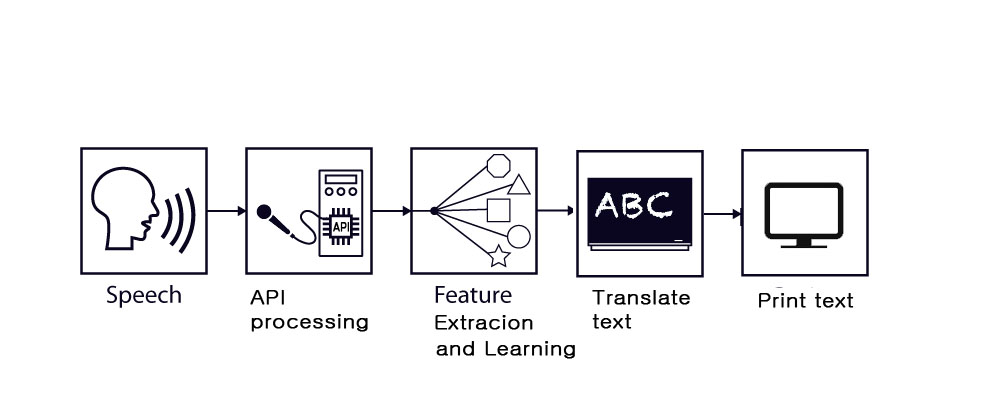 API
ABC
Speech
API
processing
Feature
Extracion
and Learning
Translate
text
Print text